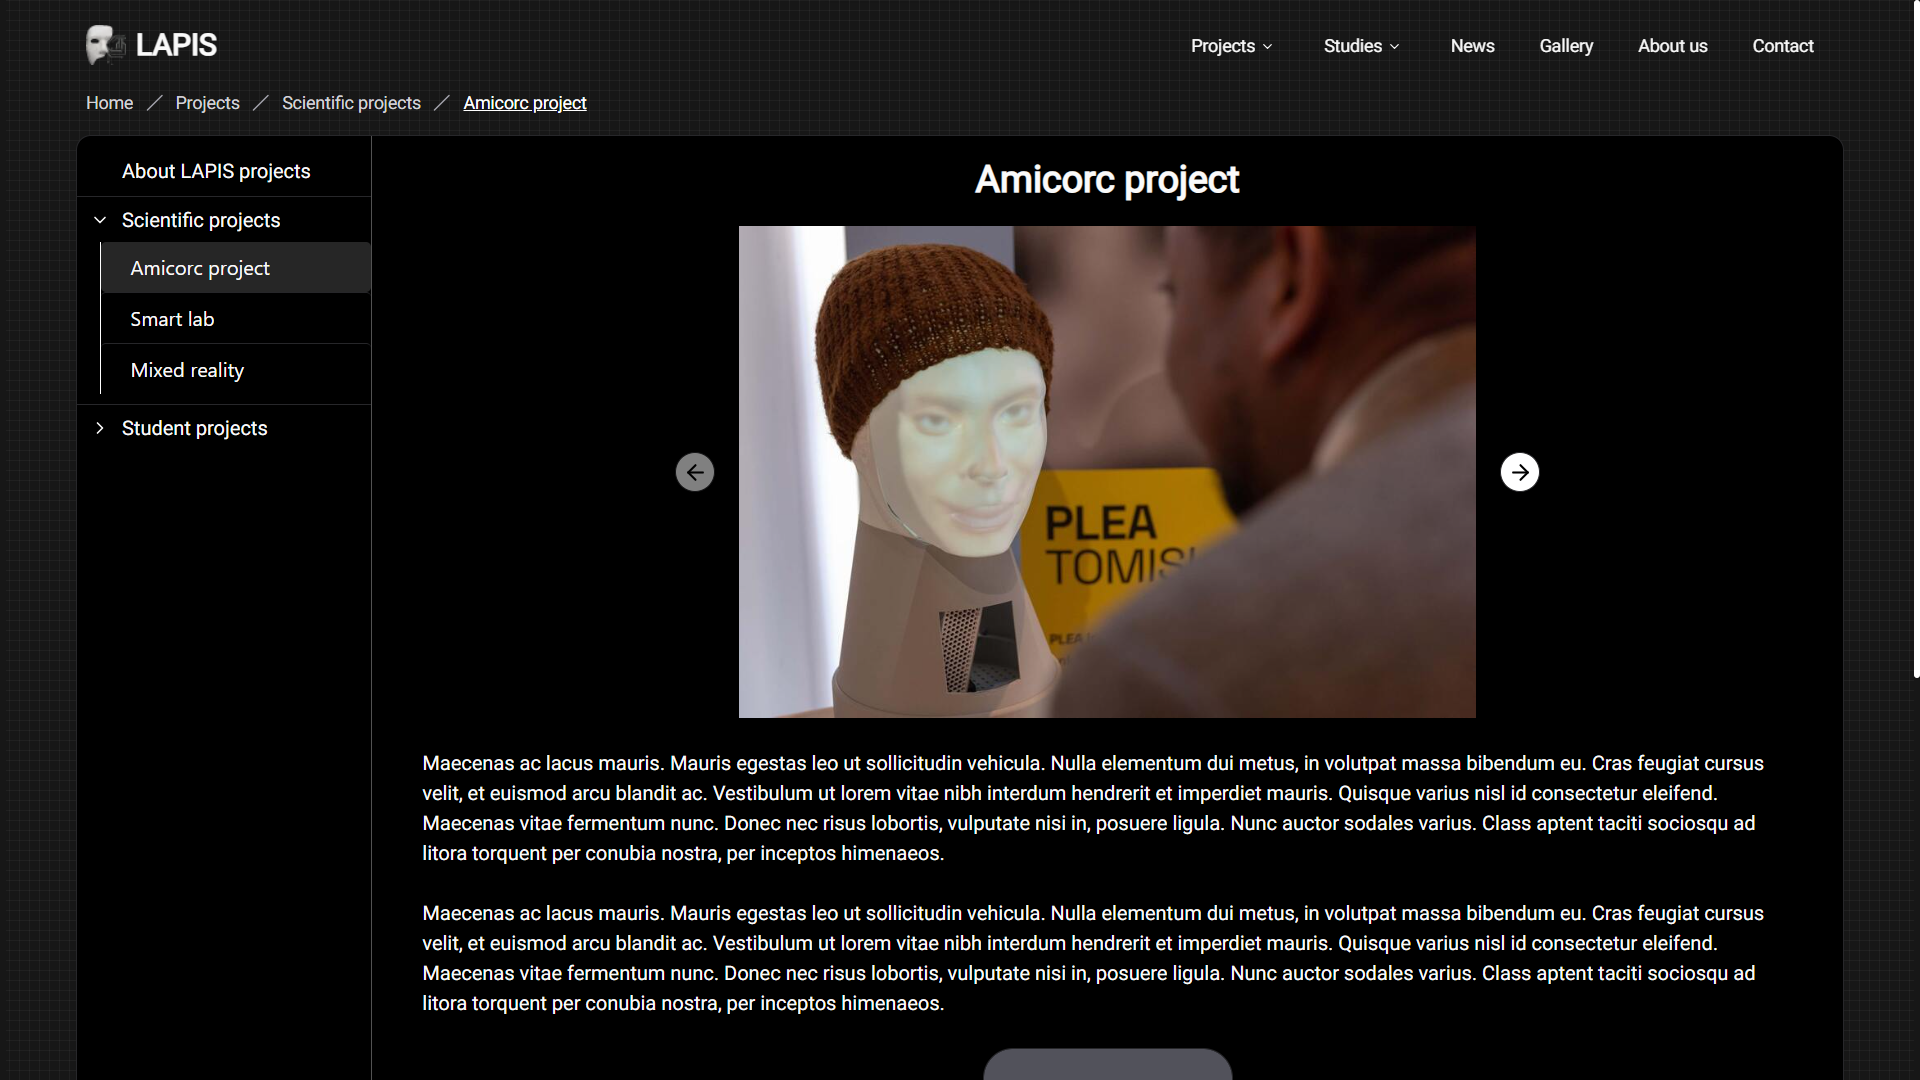 LAPIS
Projects
Studies
News
Gallery
About us
Contact
Home / Projects / Scientific projects / Amicorc project
About LAPIS projects
Scientific projects
Amicorc project
Smart lab
Mixed reality
Student projects
Amicorc project
PLEA
TOMIS
PLEA
Maecenas ac lacus mauris. Mauris egestas leo ut sollicitudin vehicula. Nulla elementum dui metus, in volutpat massa bibendum eu. Cras feugiat cursus
velit, et euismod arcu blandit ac. Vestibulum ut lorem vitae nibh interdum hendrerit et imperdiet mauris. Quisque varius nisl id consectetur eleifend.
Maecenas vitae fermentum nunc. Donec nec risus lobortis, vulputate nisi in, posuere ligula. Nunc auctor sodales varius. Class aptent taciti sociosqu ad
litora torquent per conubia nostra, per inceptos himenaeos.
Maecenas ac lacus mauris. Mauris egestas leo ut sollicitudin vehicula. Nulla elementum dui metus, in volutpat massa bibendum eu. Cras feugiat cursus
velit, et euismod arcu blandit ac. Vestibulum ut lorem vitae nibh interdum hendrerit et imperdiet mauris. Quisque varius nisl id consectetur eleifend.
Maecenas vitae fermentum nunc. Donec nec risus lobortis, vulputate nisi in, posuere ligula. Nunc auctor sodales varius. Class aptent taciti sociosqu ad
litora torquent per conubia nostra, per inceptos himenaeos.